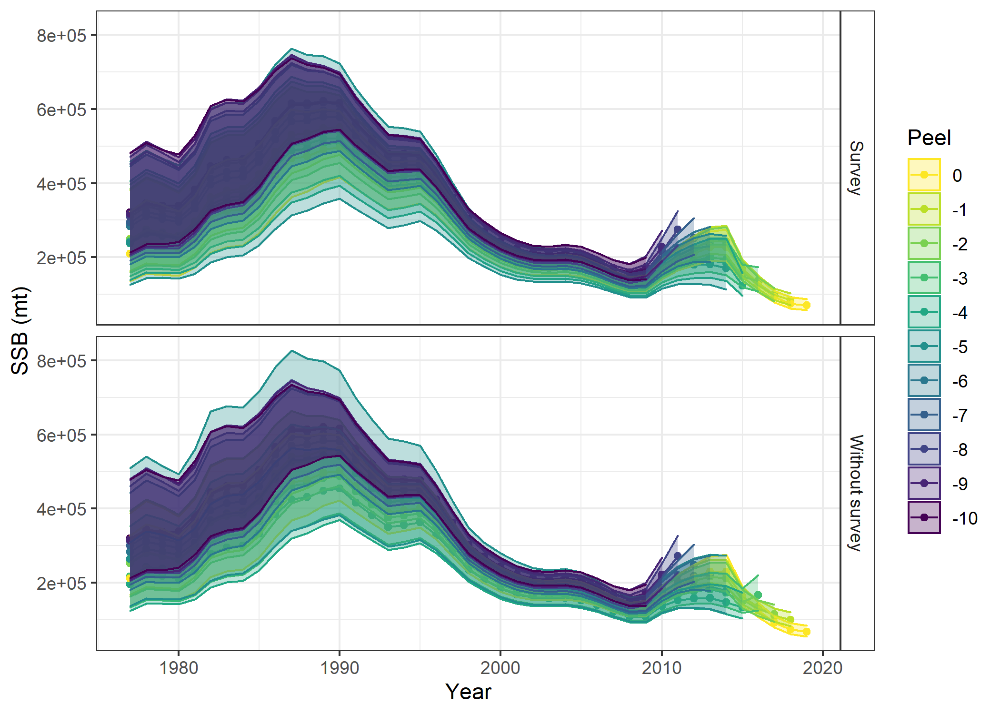 8e+05
6e+05
4e+05
2e+05
Survey
8e+05
6e+05
4e+05
2e+05
Without survey
SSB (mt)
1980
1990
2000
2010
2020
Year
Peel
0
-1
-2
-3
-4
-5
-6
-7
-8
-9
-10